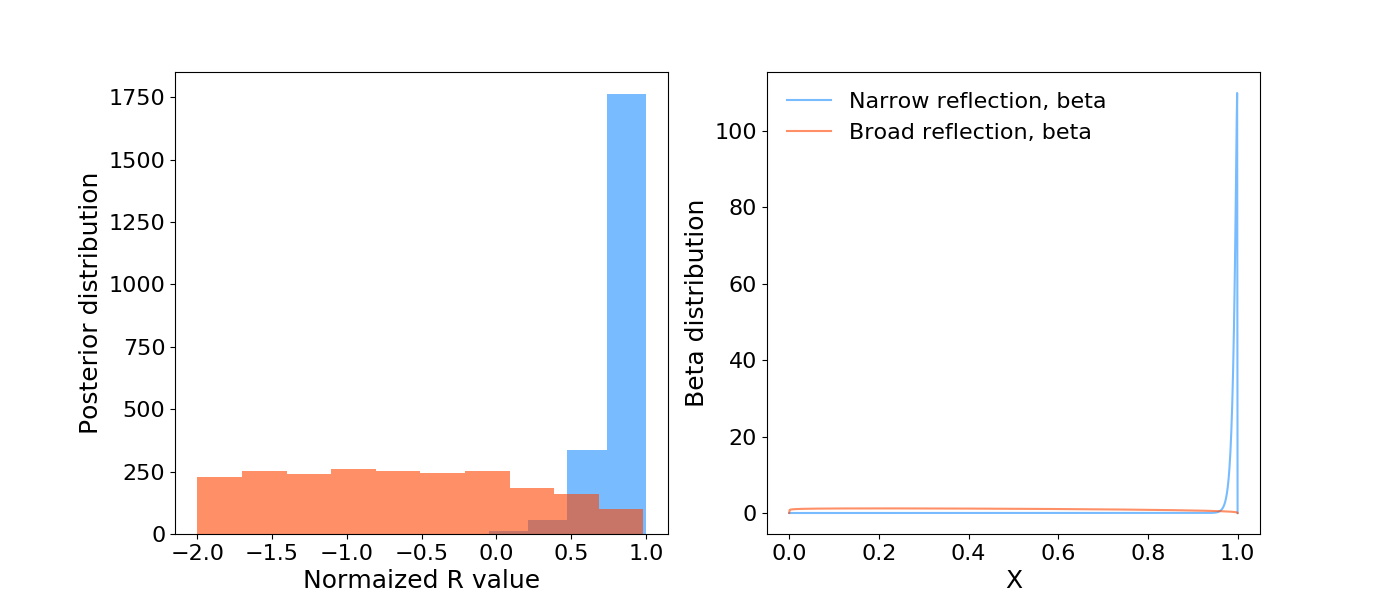 Posterior distribution
1750
1500
1250
1000
750
500
250
0
−2.0 −1.5 −1.0 −0.5 0.0 0.5 1.0
Normaized R value
Beta distribution
100
80
60
40
20
0
Narrow reflection, beta
Broad reflection, beta
0.0 0.2 0.4 0.6 0.8 1.0
X